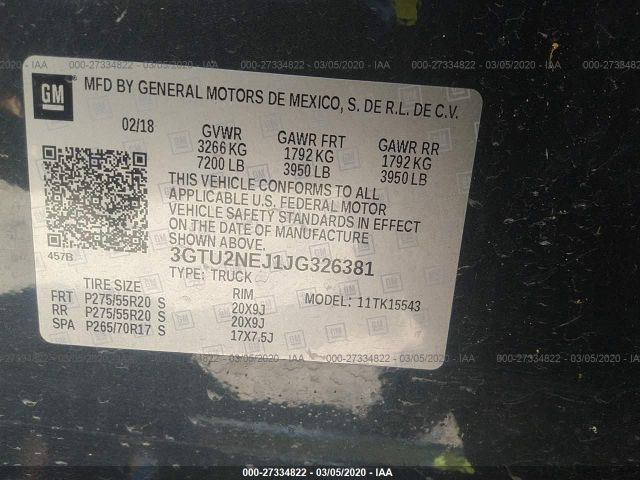 000-27334822 - 03/05/2020 - IAA
GM
®
MFD BY GENERAL MOTORS DE MEXICO, S. DE R.L. DE C.V.
02/18 GVWR GAWR FRT GAWR RR
3266 KG 1792 KG 1792 KG
7200 LB 3950 LB 3950 LB
THIS VEHICLE CONFORMS TO ALL
APPLICABLE U.S. FEDERAL MOTOR
VEHICLE SAFETY STANDARDS IN EFFECT
ON THE DATE OF MANUFACTURE
SHOWN ABOVE.
457B
3GTU2NEJ1JG326381
TYPE: TRUCK
TIRE SIZE RIM MODEL: 11TK15543
FRT P275/55R20 S 20X9J
RR P275/55R20 S 20X9J
SPA P265/70R17 S 17X7.5J
000-27334822 - 03/05/2020 - IAA